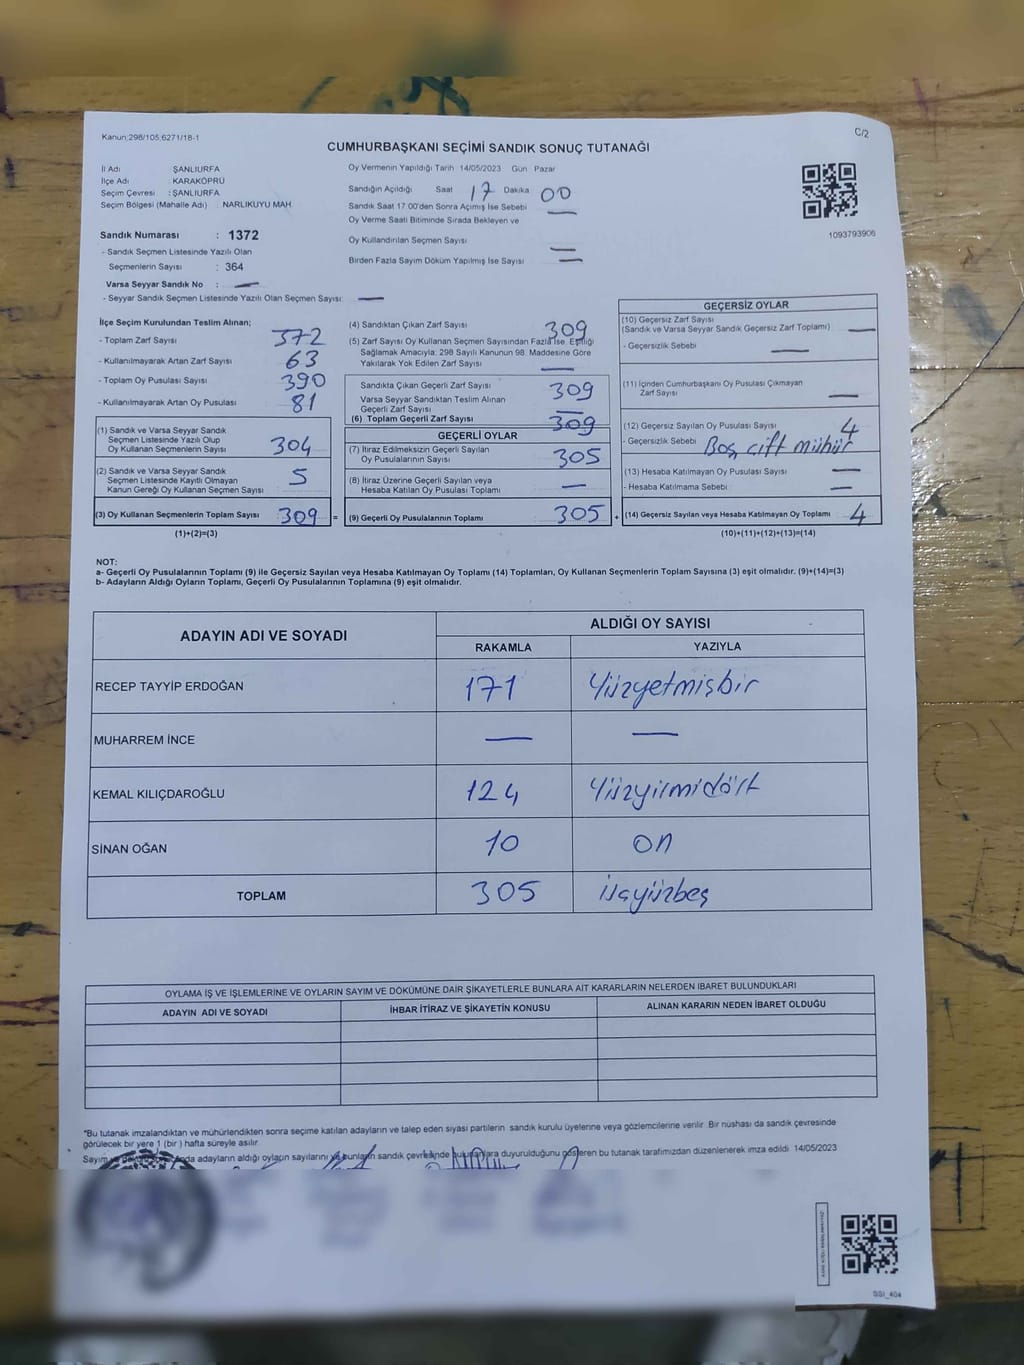 Kanun:298/105,6271/18-1
C/2
CUMHURBAŞKANI SEÇİMİ SANDIK SONUÇ TUTANAĞI
İl Adı ŞANLIURFA
İlçe Adı KARAKÖPRÜ
Seçim Çevresi : ŞANLIURFA
Seçim Bölgesi (Mahalle Adı) : NARLIKUYU MAH.
Sandık Numarası : 1372
- Sandık Seçmen Listesinde Yazılı Olan
Seçmenlerin Sayısı : 364
Varsa Seyyar Sandık No : —
- Seyyar Sandık Seçmen Listesinde Yazılı Olan Seçmen Sayısı: —
Oy Vermenin Yapıldığı Tarih 14/05/2023 Gün Pazar
Sandığın Açıldığı Saat 17 Dakika 00
Sandık Saat 17.00'den Sonra Açımış İse Sebebi —
Oy Verme Saati Bitiminde Sırada Bekleyen ve
Oy Kullandırılan Seçmen Sayısı —
Birden Fazla Sayım Döküm Yapılmış İse Sayısı —
1093793906
İlçe Seçim Kurulundan Teslim Alınan;
- Toplam Zarf Sayısı 372
- Kullanılmayarak Artan Zarf Sayısı 63
- Toplam Oy Pusulası Sayısı 390
- Kullanılmayarak Artan Oy Pusulası 81
(1) Sandık ve Varsa Seyyar Sandık
Seçmen Listesinde Yazılı Olup
Oy Kullanan Seçmenlerin Sayısı 304
(2) Sandık ve Varsa Seyyar Sandık
Seçmen Listesinde Kayıtlı Olmayan
Kanun Gereği Oy Kullanan Seçmen Sayısı 5
(3) Oy Kullanan Seçmenlerin Toplam Sayısı 309 =
(1)+(2)=(3)
(4) Sandıktan Çıkan Zarf Sayısı 309
(5) Zarf Sayısı Oy Kullanan Seçmen Sayısından Fazla İse, Eşitliği
Sağlamak Amacıyla, 298 Sayılı Kanunun 98. Maddesine Göre
Yakılarak Yok Edilen Zarf Sayısı —
Sandıkta Çıkan Geçerli Zarf Sayısı 309
Varsa Seyyar Sandıktan Teslim Alınan
Geçerli Zarf Sayısı —
(6) Toplam Geçerli Zarf Sayısı 309
GEÇERLİ OYLAR
(7) İtiraz Edilmeksizin Geçerli Sayılan
Oy Pusulalarının Sayısı 305
(8) İtiraz Üzerine Geçerli Sayılan veya
Hesaba Katılan Oy Pusulası Toplamı —
(9) Geçerli Oy Pusulalarının Toplamı 305 +
GEÇERSİZ OYLAR
(10) Geçersiz Zarf Sayısı
(Sandık ve Varsa Seyyar Sandık Geçersiz Zarf Toplamı) —
- Geçersizlik Sebebi —
(11) İçinden Cumhurbaşkanı Oy Pusulası Çıkmayan
Zarf Sayısı —
(12) Geçersiz Sayılan Oy Pusulası Sayısı 4
- Geçersizlik Sebebi Boş, çift mühür
(13) Hesaba Katılmayan Oy Pusulası Sayısı —
- Hesaba Katılmama Sebebi —
(14) Geçersiz Sayılan veya Hesaba Katılmayan Oy Toplamı 4
(10)+(11)+(12)+(13)=(14)
NOT:
a- Geçerli Oy Pusulalarının Toplamı (9) ile Geçersiz Sayılan veya Hesaba Katılmayan Oy Toplamı (14) Toplamları, Oy Kullanan Seçmenlerin Toplam Sayısına (3) eşit olmalıdır. (9)+(14)=(3)
b- Adayların Aldığı Oyların Toplamı, Geçerli Oy Pusulalarının Toplamına (9) eşit olmalıdır.
ADAYIN ADI VE SOYADI ALDIĞI OY SAYISI
RAKAMLA YAZIYLA
RECEP TAYYİP ERDOĞAN 171 Yüzyetmişbir
MUHARREM İNCE — —
KEMAL KILIÇDAROĞLU 124 Yüzyirmidört
SİNAN OĞAN 10 on
TOPLAM 305 üçyüzbeş
OYLAMA İŞ VE İŞLEMLERİNE VE OYLARIN SAYIM VE DÖKÜMÜNE DAİR ŞİKAYETLERLE BUNLARA AİT KARARLARIN NELERDEN İBARET BULUNDUKLARI
ADAYIN ADI VE SOYADI İHBAR İTİRAZ VE ŞİKAYETİN KONUSU ALINAN KARARIN NEDEN İBARET OLDUĞU
*Bu tutanak imzalandıktan ve mühürlendikten sonra seçime katılan adayların ve talep eden siyasi partilerin sandık kurulu üyelerine veya gözlemcilerine verilir. Bir nüshası da sandık çevresinde
görülecek bir yere 1 (bir) hafta süreyle asılır.
Sayım adayların aldığı oyların sayılarını sandık çevresinde duyurulduğunu gösteren bu tutanak tarafımızdan düzenlenerek imza edildi. 14/05/2023
SSI_404